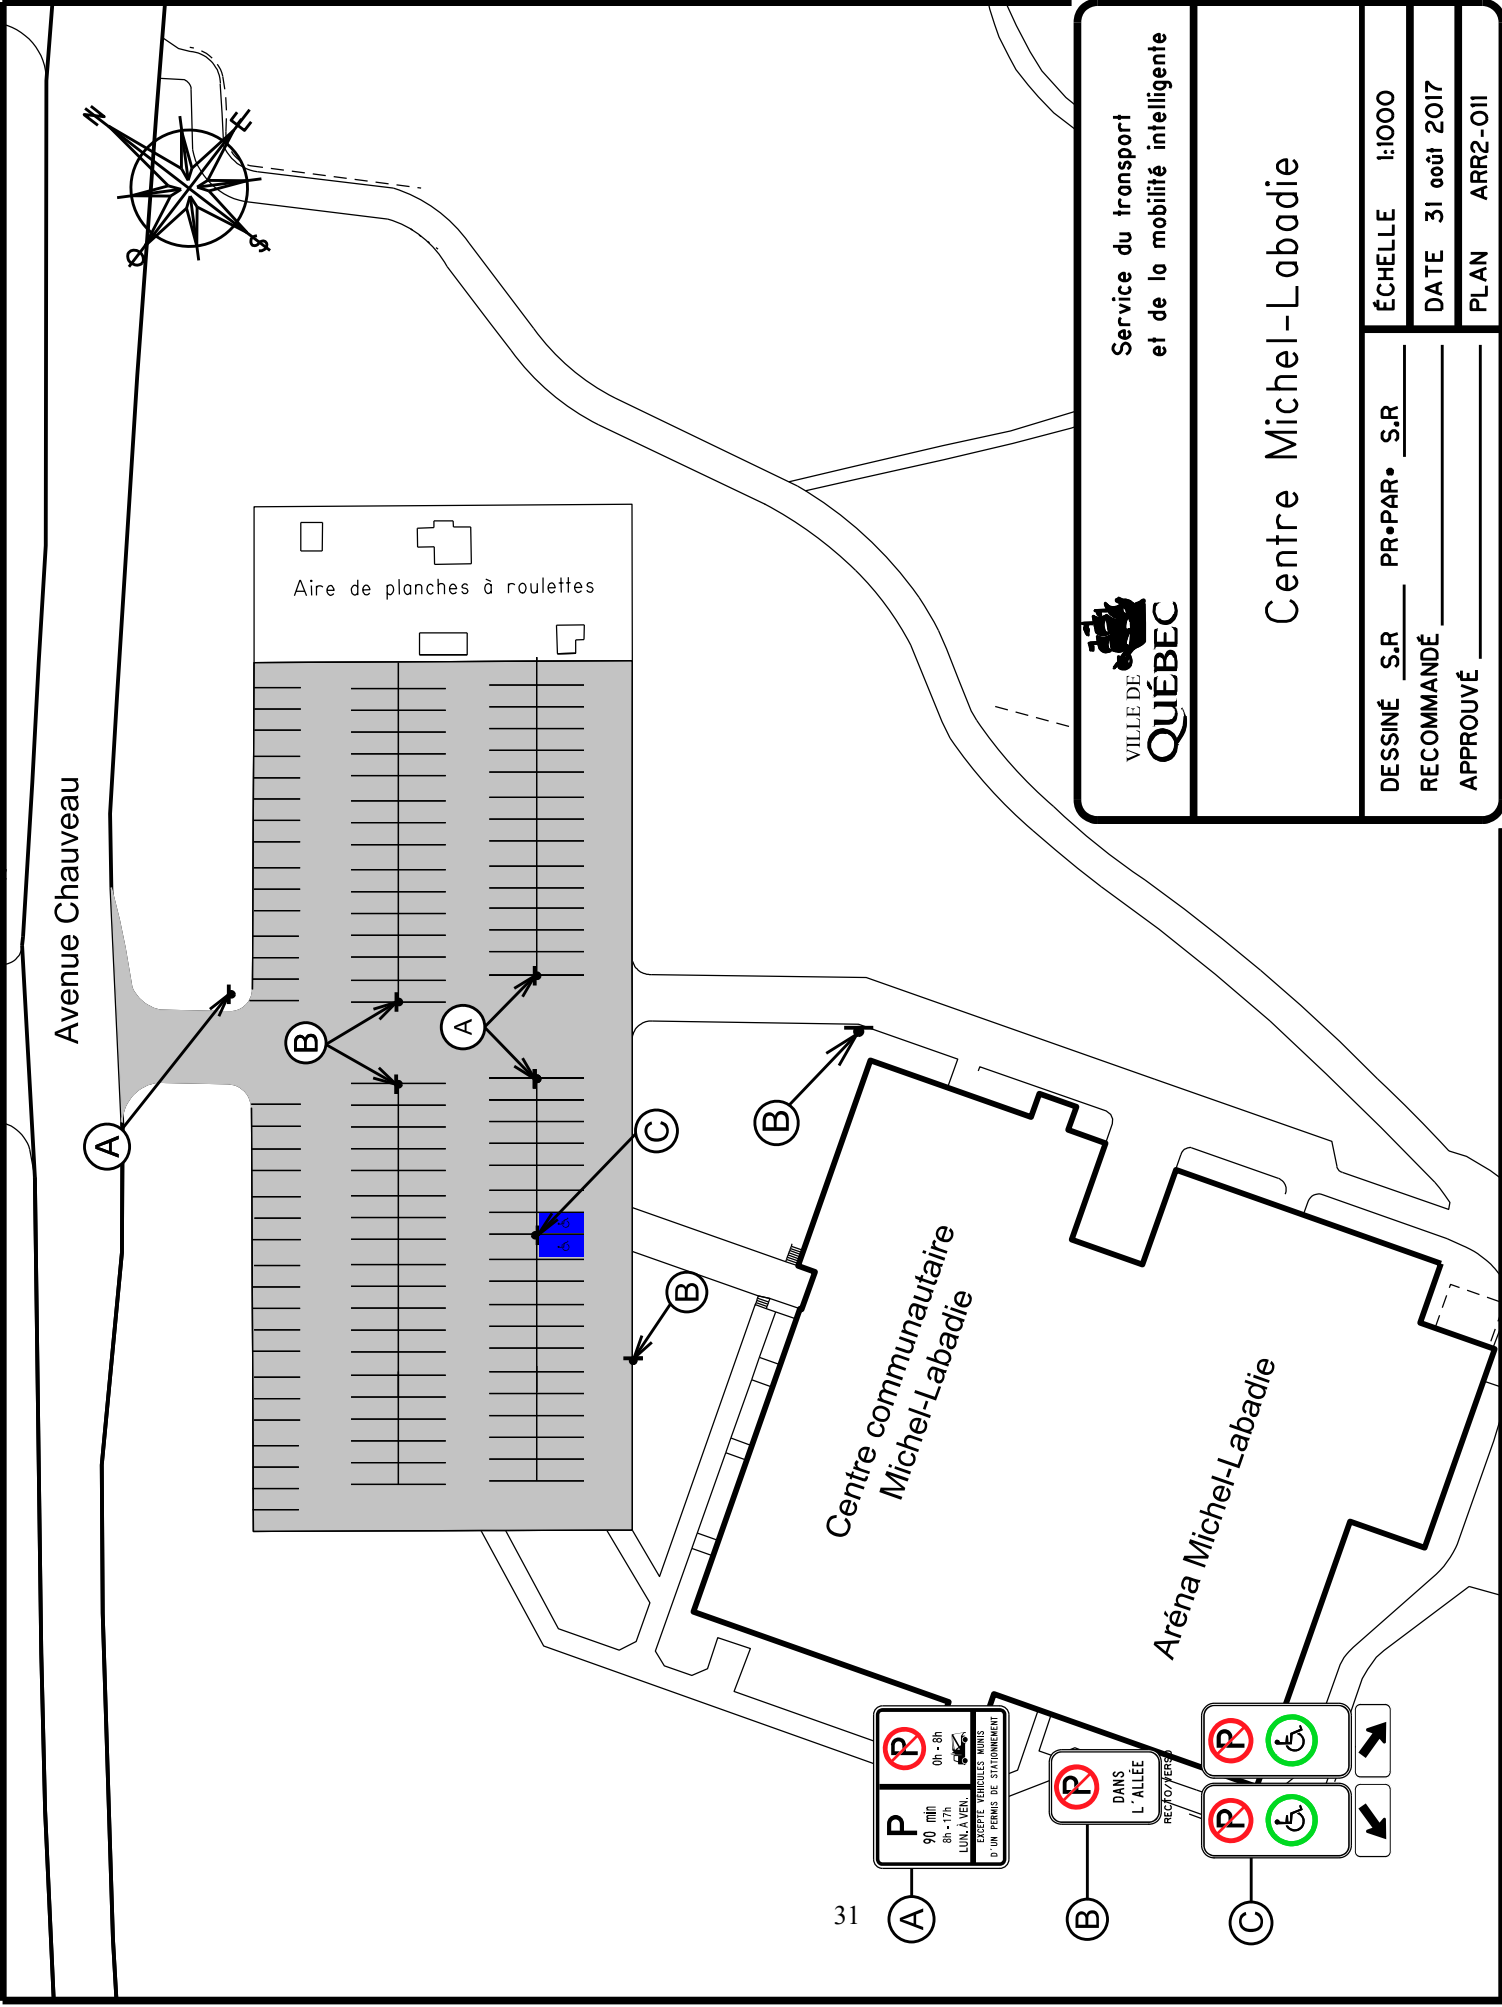 Avenue Chauveau
N
E
S
O
Aire de planches à roulettes
A
B
A
C
B
B
Centre communautaire
Michel-Labadie
Aréna Michel-Labadie
Service du transport
et de la mobilité intelligente
VILLE DE
QUÉBEC
Centre Michel-Labadie
DESSINÉ S.R PR.PAR. S.R
RECOMMANDÉ
APPROUVÉ
ÉCHELLE 1:1000
DATE 31 août 2017
PLAN ARR2-011
A
P
90 min
8h - 17h
LUN. À VEN.
P
0h - 8h
EXCEPTÉ VÉHICULES MUNIS
D'UN PERMIS DE STATIONNEMENT
B
P
DANS
L'ALLÉE
RECTO/VERSO
C
P
P
31